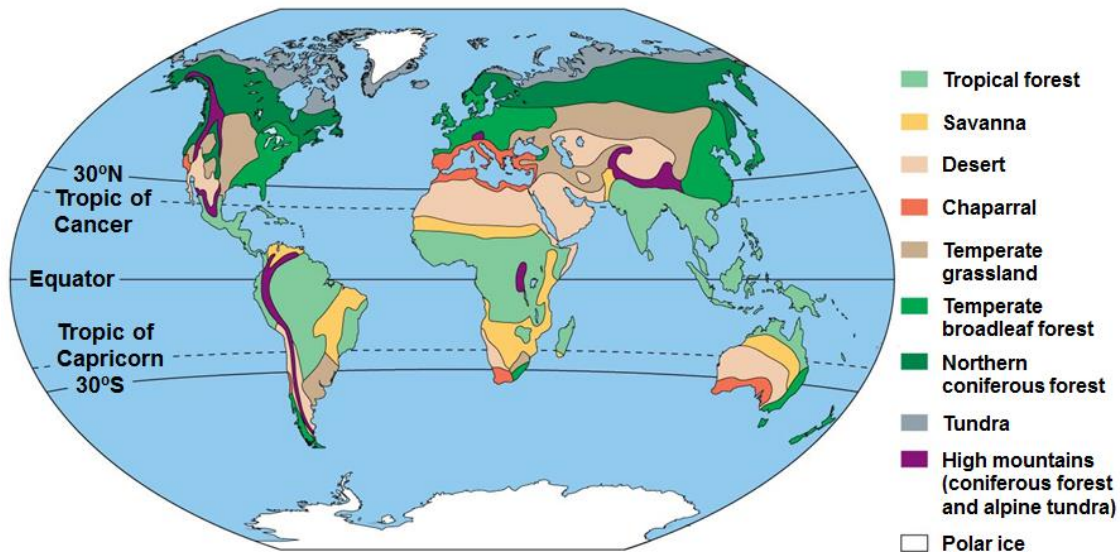 30ºN
Tropic of
Cancer
Equator
Tropic of
Capricorn
30ºS
Tropical forest
Savanna
Desert
Chaparral
Temperate
grassland
Temperate
broadleaf forest
Northern
coniferous forest
Tundra
High mountains
(coniferous forest
and alpine tundra)
Polar ice